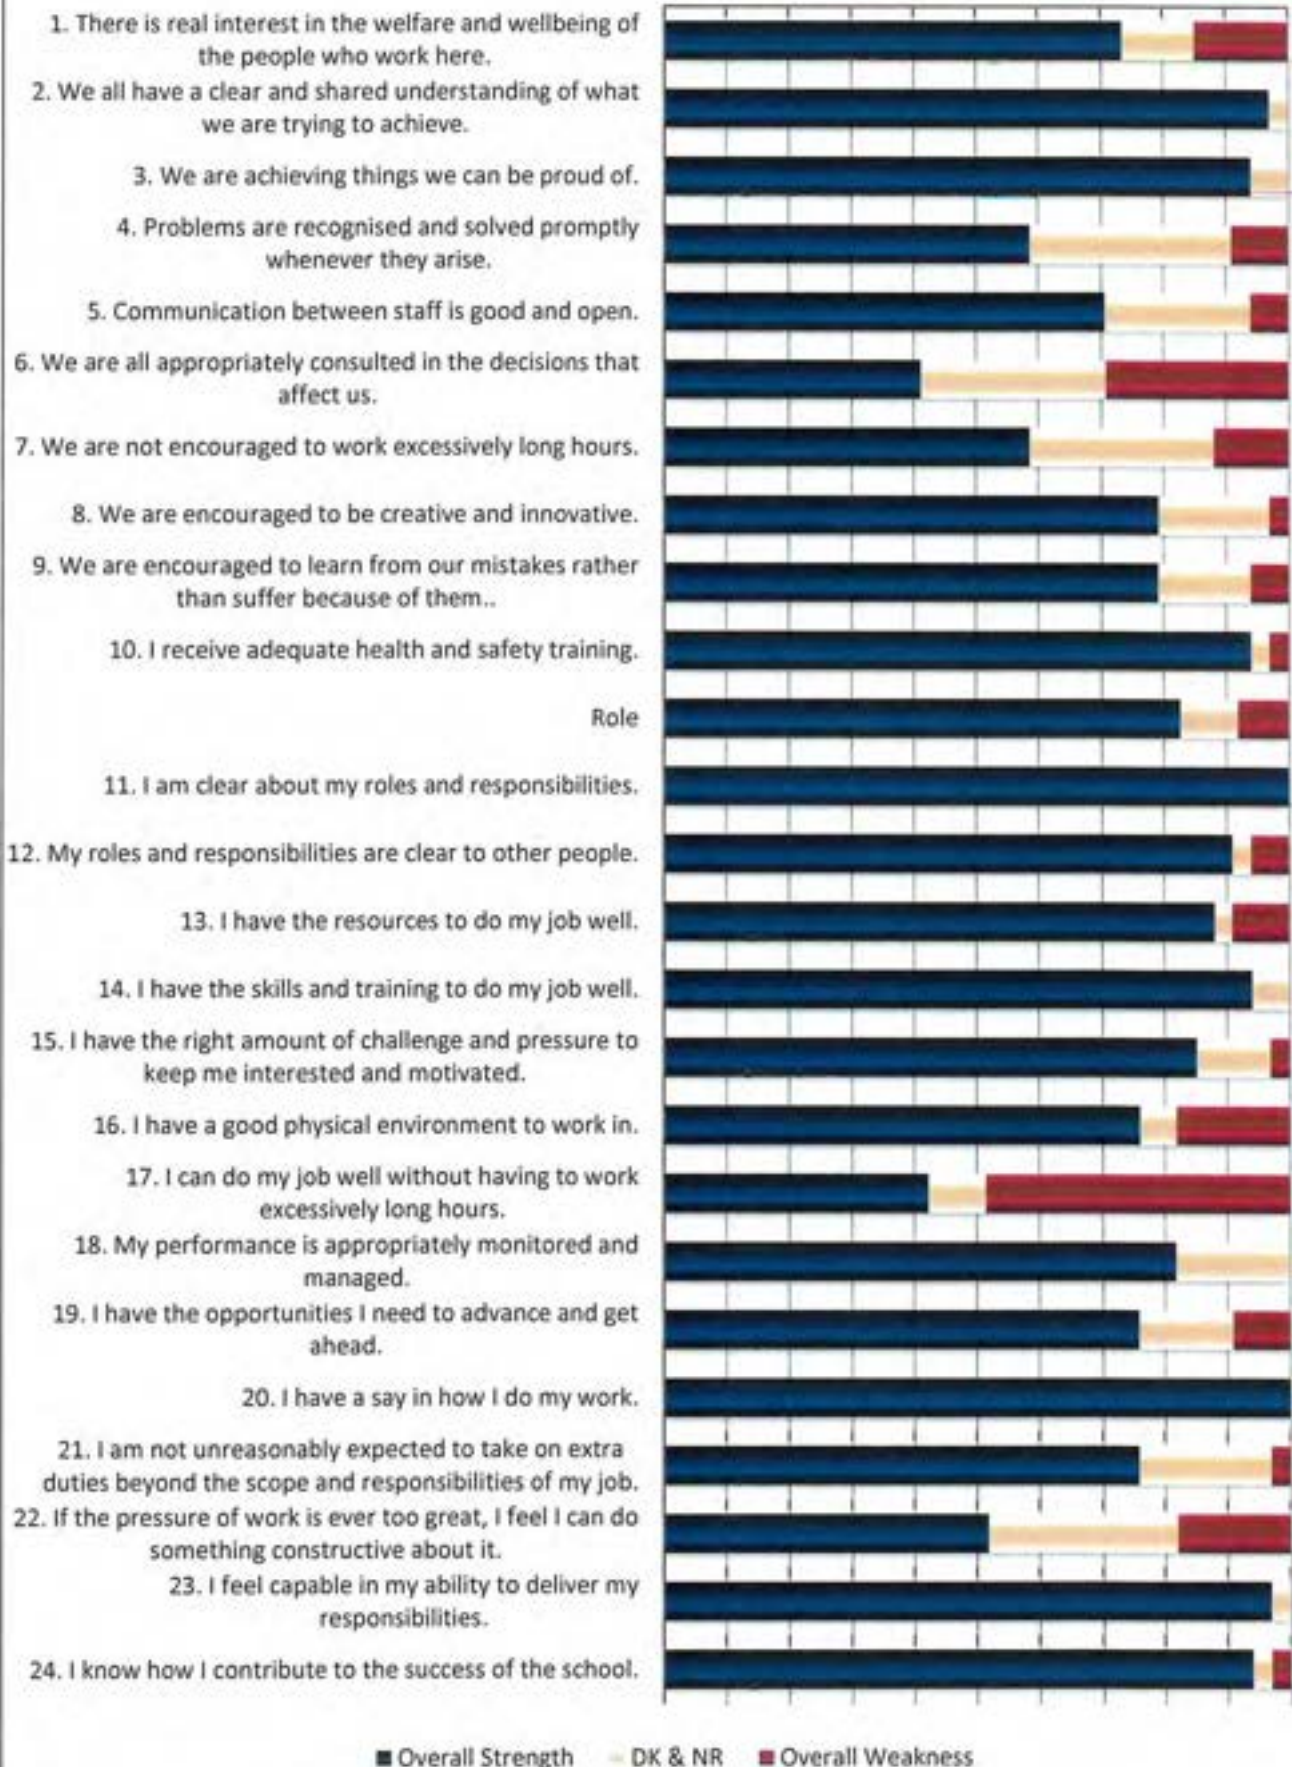 1. There is real interest in the welfare and wellbeing of
the people who work here.
2. We all have a clear and shared understanding of what
we are trying to achieve.
3. We are achieving things we can be proud of.
4. Problems are recognised and solved promptly
whenever they arise.
5. Communication between staff is good and open.
6. We are all appropriately consulted in the decisions that
affect us.
7. We are not encouraged to work excessively long hours.
8. We are encouraged to be creative and innovative.
9. We are encouraged to learn from our mistakes rather
than suffer because of them..
10. I receive adequate health and safety training.
Role
11. I am clear about my roles and responsibilities.
12. My roles and responsibilities are clear to other people.
13. I have the resources to do my job well.
14. I have the skills and training to do my job well.
15. I have the right amount of challenge and pressure to
keep me interested and motivated.
16. I have a good physical environment to work in.
17. I can do my job well without having to work
excessively long hours.
18. My performance is appropriately monitored and
managed.
19. I have the opportunities I need to advance and get
ahead.
20. I have a say in how I do my work.
21. I am not unreasonably expected to take on extra
duties beyond the scope and responsibilities of my job.
22. If the pressure of work is ever too great, I feel I can do
something constructive about it.
23. I feel capable in my ability to deliver my
responsibilities.
24. I know how I contribute to the success of the school.
Overall Strength DK & NR Overall Weakness